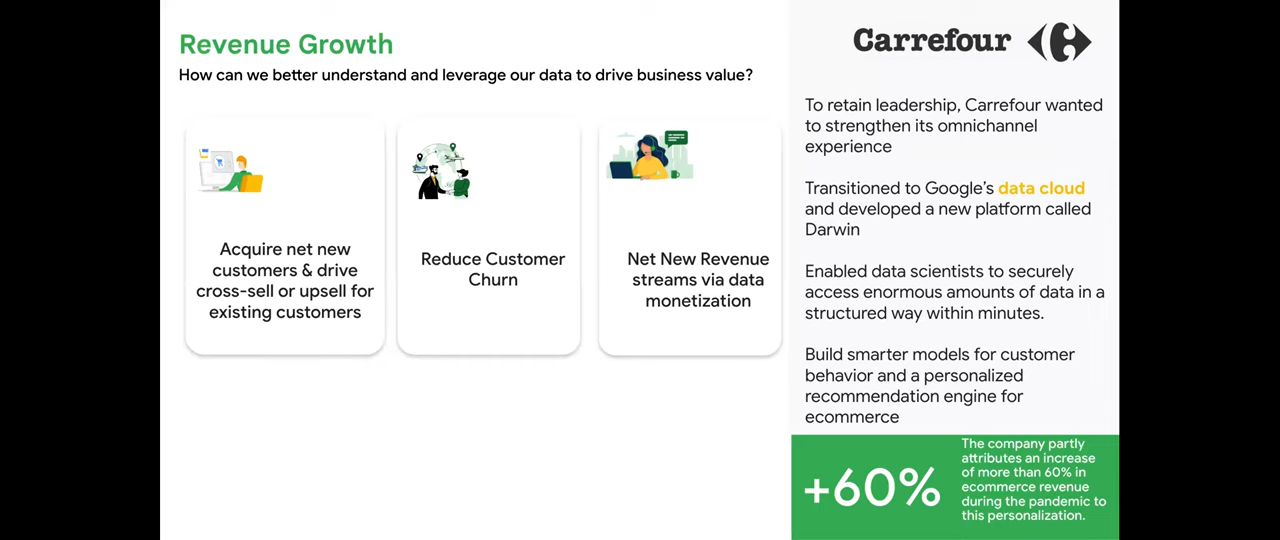 Revenue Growth
How can we better understand and leverage our data to drive business value?
Acquire net new
customers & drive
cross-sell or upsell for
existing customers
Reduce Customer
Churn
Net New Revenue
streams via data
monetization
Carrefour
To retain leadership, Carrefour wanted
to strengthen its omnichannel
experience
Transitioned to Google's data cloud
and developed a new platform called
Darwin
Enabled data scientists to securely
access enormous amounts of data in a
structured way within minutes.
Build smarter models for customer
behavior and a personalized
recommendation engine for
ecommerce
+60%
The company partly
attributes an increase
of more than 60% in
ecommerce revenue
during the pandemic to
this personalization.